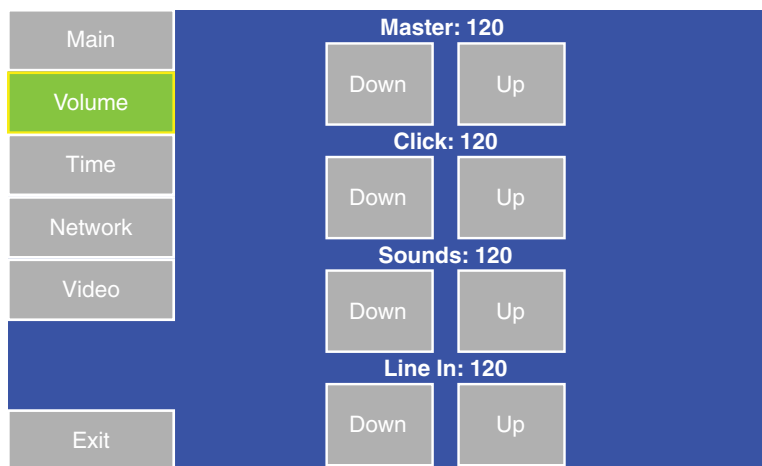 Main
Volume
Time
Network
Video
Exit
Master: 120
Down Up
Click: 120
Down Up
Sounds: 120
Down Up
Line In: 120
Down Up